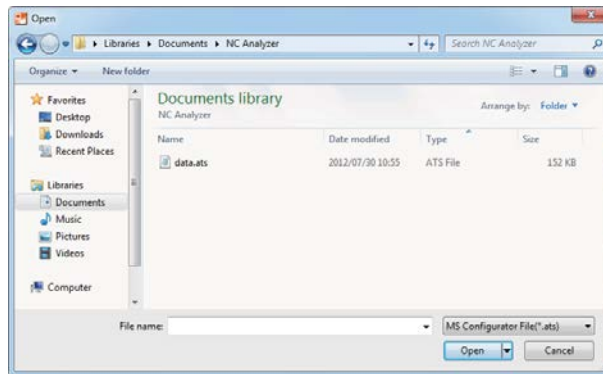 Open
Libraries ▸ Documents ▸ NC Analyzer
Search NC Analyzer
Organize ▾ New folder
Favorites
Desktop
Downloads
Recent Places
Libraries
Documents
Music
Pictures
Videos
Computer
Documents library
NC Analyzer
Arrange by: Folder ▾
Name Date modified Type Size
data.ats 2012/07/30 10:55 ATS File 152 KB
File name: MS Configurator File(*.ats)
Open Cancel